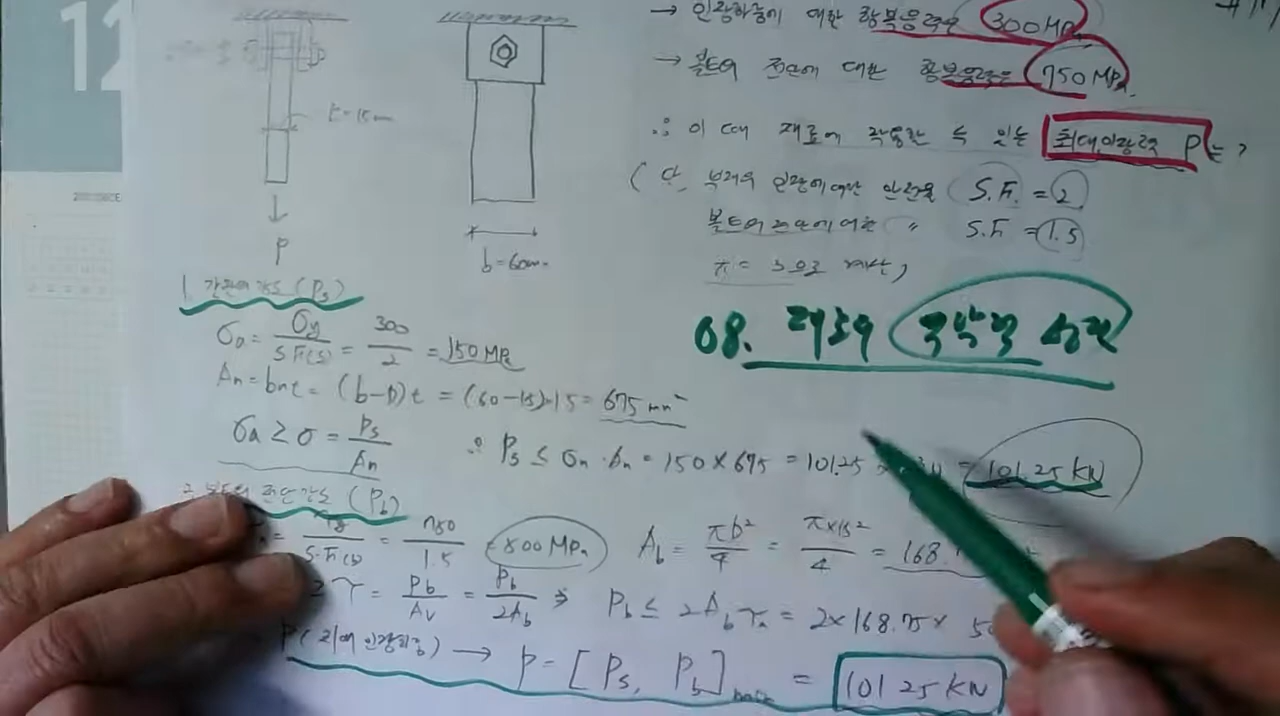 12
→ 인장하중에 대한 항복응력은 300MPa
→ 볼트의 전단에 대한 항복응력은 750MPa.
∴ 이 때 재료에 작용할 수 있는 최대인장력 P는?
(단, 부재의 인장에 대한 안전율 S.F. = 2
볼트의 전단에 대한 〃 S.F = 1.5
π = 3으로 계산)
t=15mm
P
b=60mm
1. 강판의 강도 (Ps)
08. 재료의 극학적 성질
σa = σy / S.F(s) = 300 / 2 = 150 MPa
An = bnt = (b-D)t = (60-15)·15 = 675 mm²
σa ≥ σ = Ps / An ∴ Ps ≤ σa · An = 150 × 675 = 101.25 = 101.25 KN
전단강도 (Pb)
S.F(s) = 750 / 1.5 = 500 MPa Ab = πD² / 4 = π×15² / 4 = 168.
≥ τ = Pb / Av = Pb / 2Ab ⇒ Pb ≤ 2Ab τa = 2×168.75× 50
P(최대인장하중) → P = [Ps, Pb]min = 101.25 KN